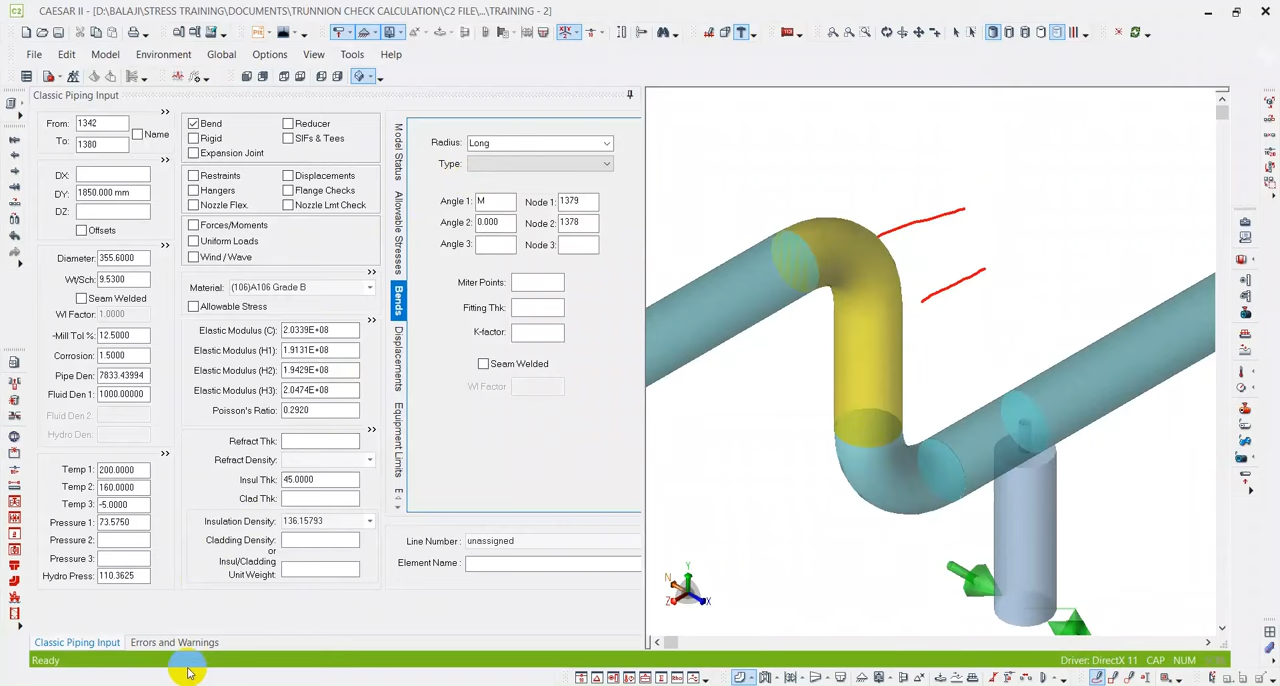 CAESAR II - [D:\BALAJI\STRESS TRAINING\DOCUMENTS\TRUNNION CHECK CALCULATION\C2 FILE\...\TRAINING - 2]
File Edit Model Environment Global Options View Tools Help
Classic Piping Input
From: 1342
To: 1380
Name
DX:
DY: 1850.000 mm
DZ:
Offsets
Diameter: 355.6000
Wt/Sch: 9.5300
Seam Welded
WI Factor: 1.0000
-Mill Tol %: 12.5000
Corrosion: 1.5000
Pipe Den: 7833.43994
Fluid Den 1: 1000.00000
Fluid Den 2:
Hydro Den:
Temp 1: 200.0000
Temp 2: 160.0000
Temp 3: -5.0000
Pressure 1: 73.5750
Pressure 2:
Pressure 3:
Hydro Press: 110.3625
Bend Reducer
Rigid SIFs & Tees
Expansion Joint
Restraints Displacements
Hangers Flange Checks
Nozzle Flex. Nozzle Lmt Check
Forces/Moments
Uniform Loads
Wind / Wave
Material: (106)A106 Grade B
Allowable Stress
Elastic Modulus (C): 2.0339E+08
Elastic Modulus (H1): 1.9131E+08
Elastic Modulus (H2): 1.9429E+08
Elastic Modulus (H3): 2.0474E+08
Poisson's Ratio: 0.2920
Refract Thk:
Refract Density:
Insul Thk: 45.0000
Clad Thk:
Insulation Density: 136.15793
Cladding Density:
or
Insul/Cladding
Unit Weight:
Model Status
Allowable Stresses
Bends
Displacements
Equipment Limits
E
Radius: Long
Type:
Angle 1: M Node 1: 1379
Angle 2: 0.000 Node 2: 1378
Angle 3: Node 3:
Miter Points:
Fitting Thk:
K-factor:
Seam Welded
WI Factor
Line Number: unassigned
Element Name:
Y
N
Z
X
Classic Piping Input Errors and Warnings
Ready Driver: DirectX 11 CAP NUM